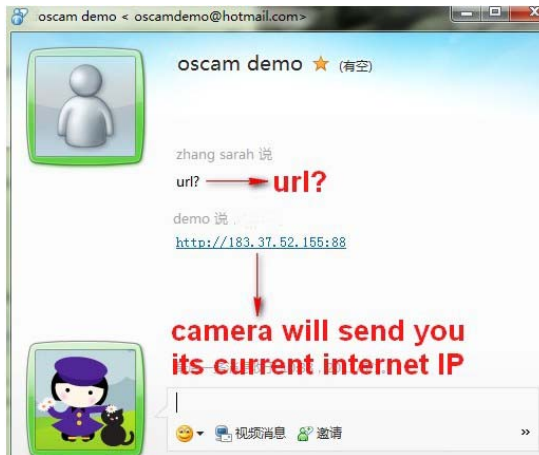 oscam demo < oscamdemo@hotmail.com>
oscam demo (有空)
zhang sarah 说
url? url?
demo 说
http://183.37.52.155:88
camera will send you
its current internet IP
视频消息 邀请 »